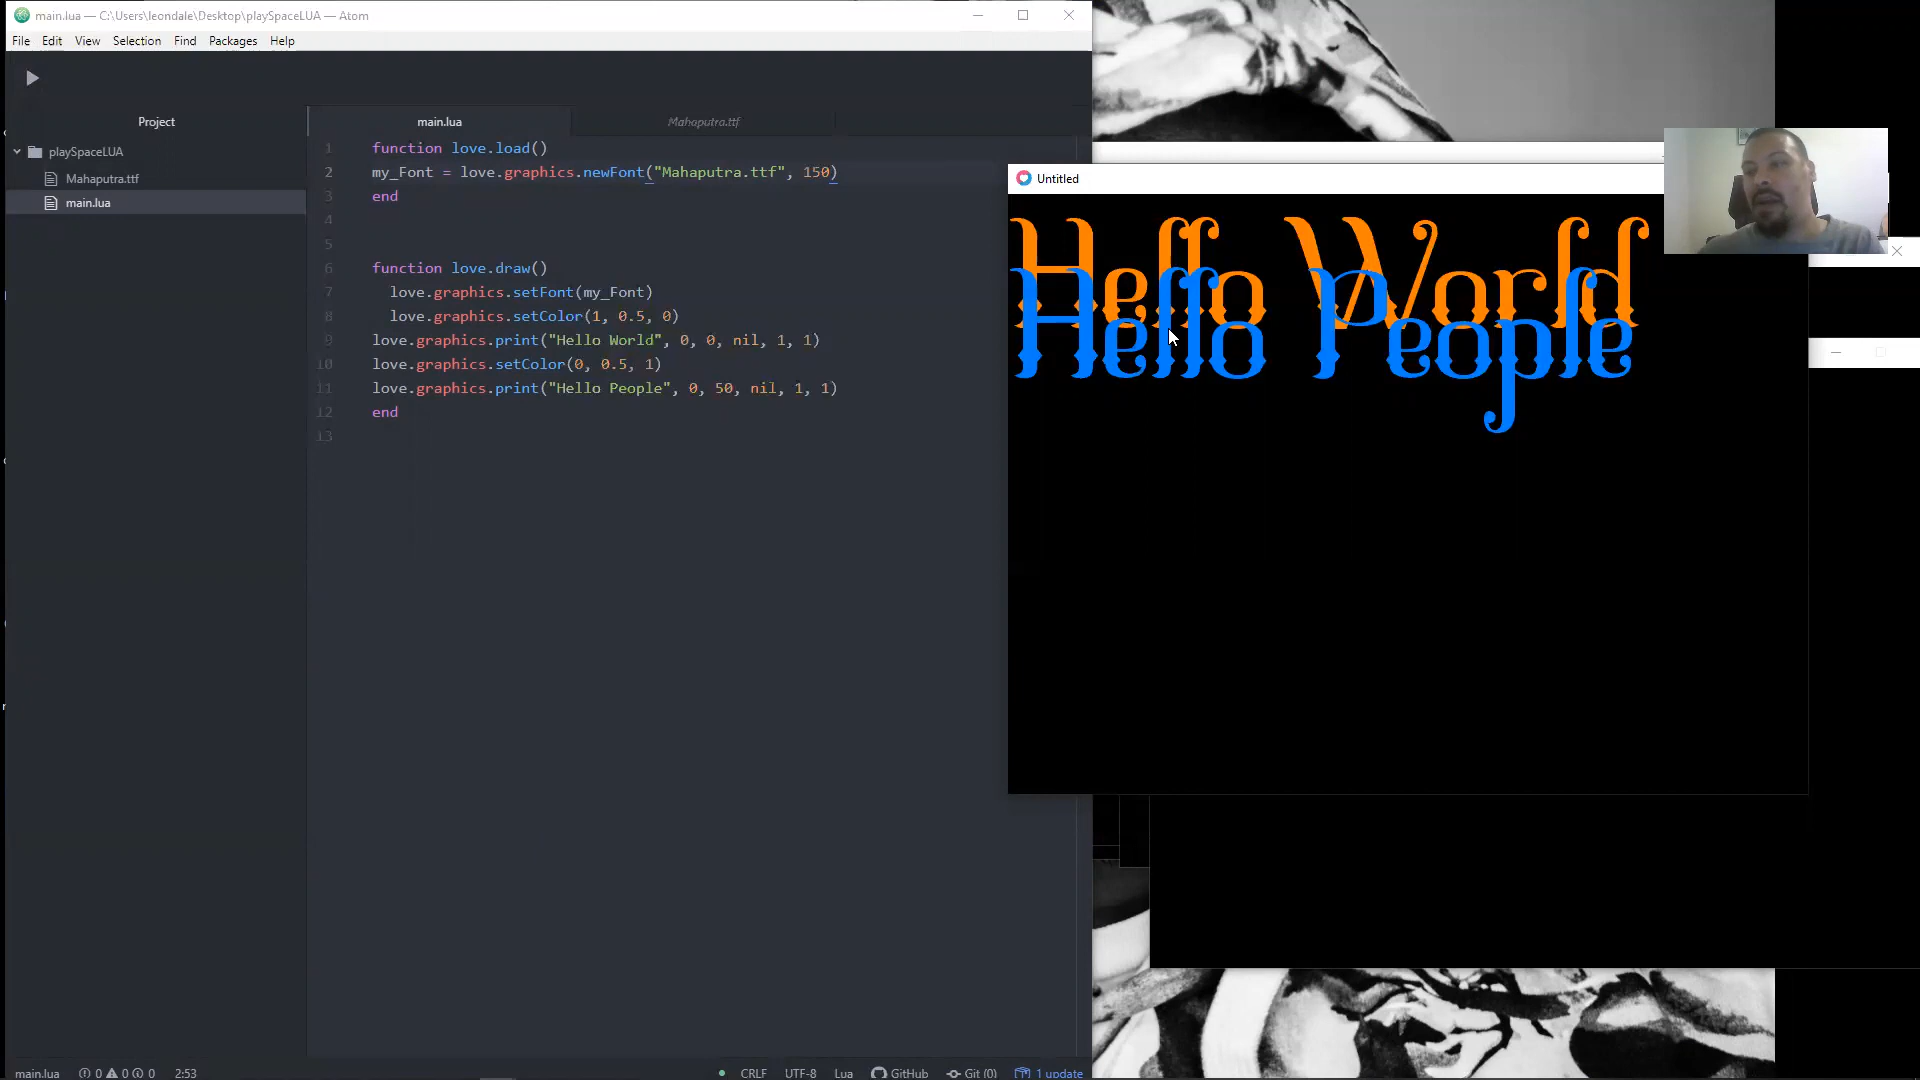 main.lua — C:\Users\leondale\Desktop\playSpaceLUA — Atom
File Edit View Selection Find Packages Help
Project
playSpaceLUA
Mahaputra.ttf
main.lua
main.lua
Mahaputra.ttf
1 function love.load()
2 my_Font = love.graphics.newFont("Mahaputra.ttf", 150)
3 end
4
5
6 function love.draw()
7 love.graphics.setFont(my_Font)
8 love.graphics.setColor(1, 0.5, 0)
9 love.graphics.print("Hello World", 0, 0, nil, 1, 1)
10 love.graphics.setColor(0, 0.5, 1)
11 love.graphics.print("Hello People", 0, 50, nil, 1, 1)
12 end
13
Untitled
Hello World
Hello People
main.lua 0 0 0 2:53 CRLF UTF-8 Lua GitHub Git (0) 1 update